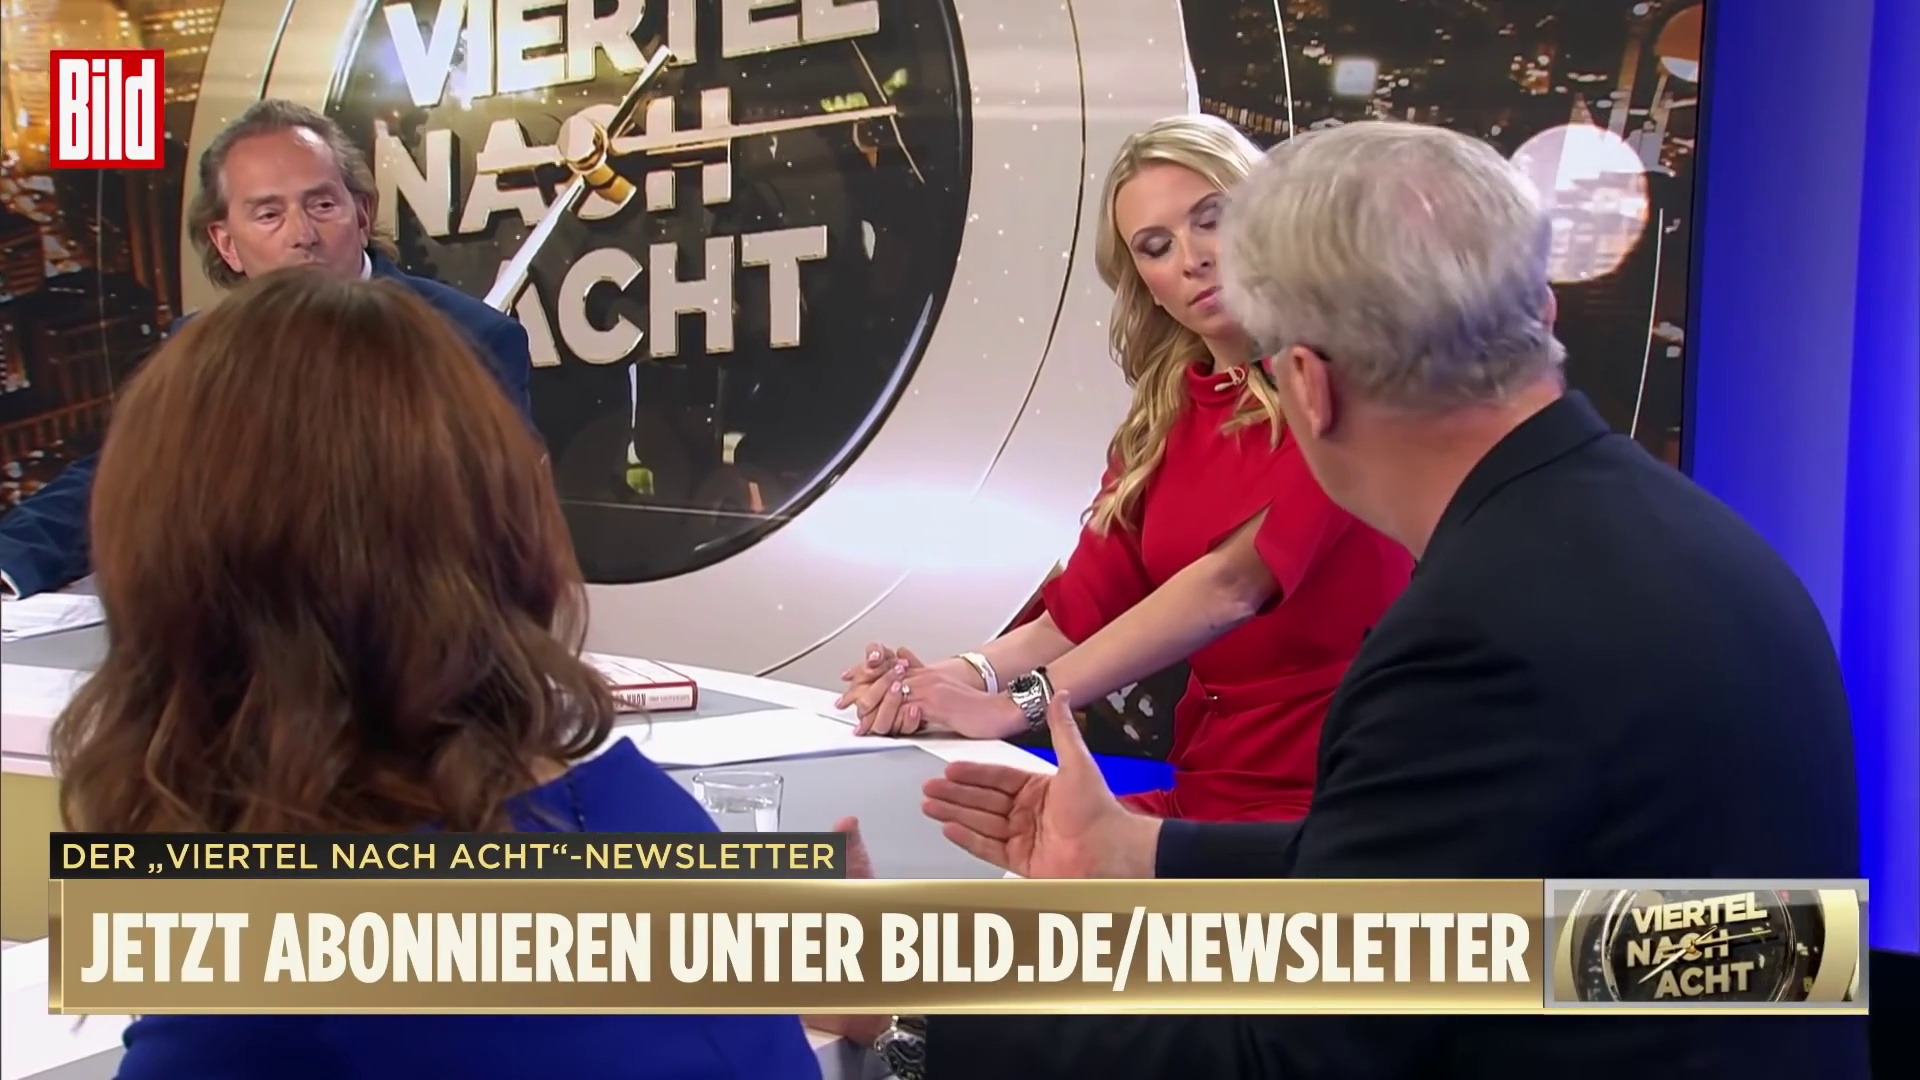 Bild
VIERTEL
NACH
ACHT
DER „VIERTEL NACH ACHT“-NEWSLETTER
JETZT ABONNIEREN UNTER BILD.DE/NEWSLETTER
VIERTEL
NACH
ACHT